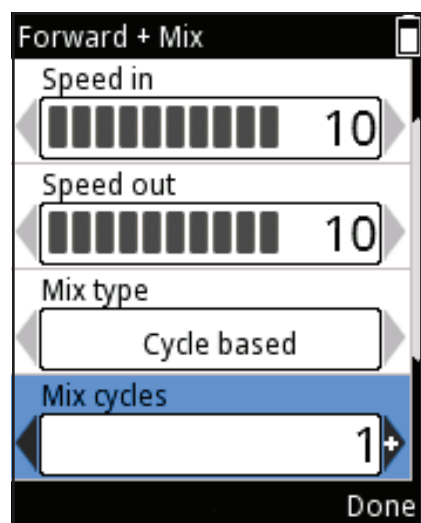 Forward + Mix
Speed in
10
Speed out
10
Mix type
Cycle based
Mix cycles
1 +
Done